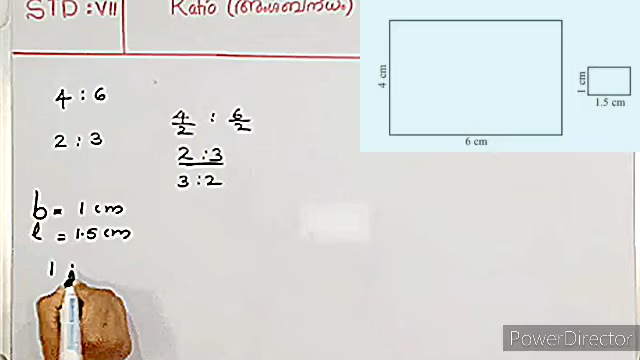 STD : VII
Ratio (അംശബന്ധം)
4 : 6
2 : 3
4/2 : 6/2
2 : 3
3 : 2
b = 1 cm
l = 1.5 cm
1 :
4 cm
6 cm
1 cm
1.5 cm
PowerDirector